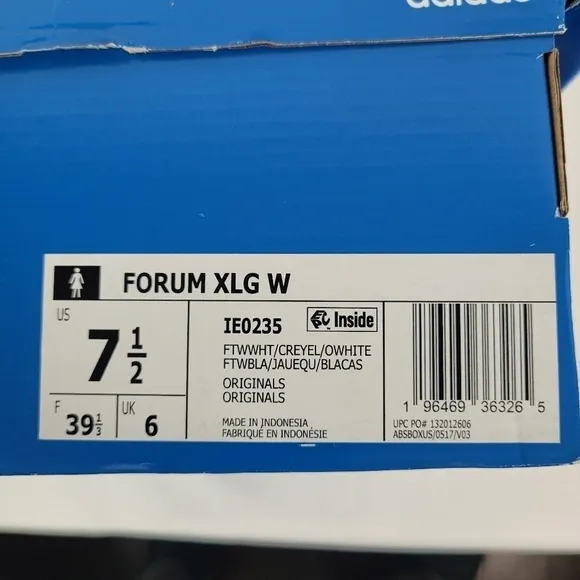 adidas
FORUM XLG W
US
7 1/2
F
39 1/3
UK
6
IE0235
Inside
FTWWHT/CREYEL/OWHITE
FTWBLA/JAUEQU/BLACAS
ORIGINALS
ORIGINALS
MADE IN INDONESIA
FABRIQUÉ EN INDONÉSIE
1 96469 36326 5
UPC PO# 132012606
ABSBOXUS/0517/V03